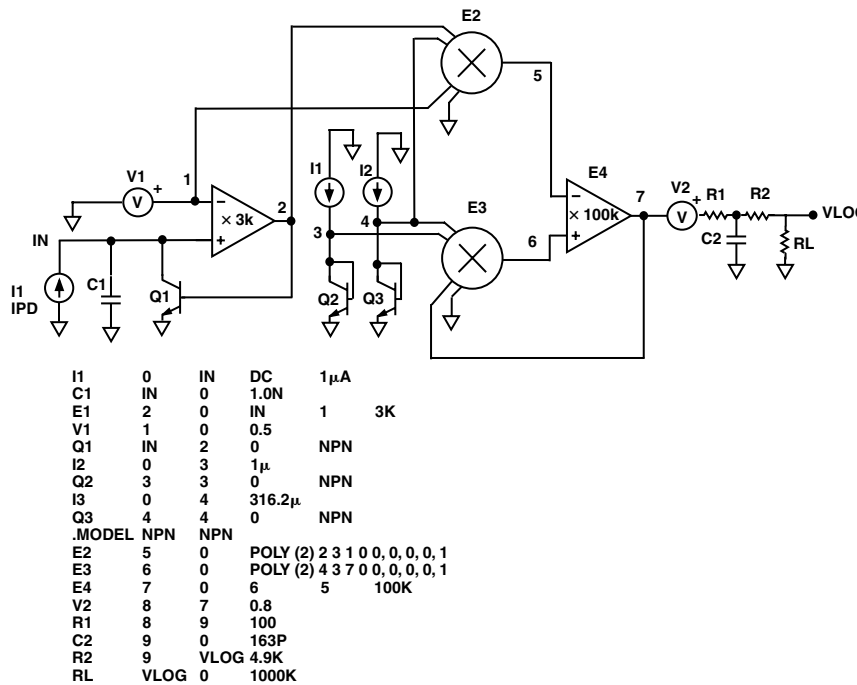 E2
5
I1
I2
E4
V1
+
1
−
× 3k
2
7
V2
+
R1
R2
−
× 100k
+
V
VLO
V
E3
IN
+
3
4
6
C2
RL
I1
IPD
C1
Q1
Q2
Q3
I1 0 IN DC 1μA
C1 IN 0 1.0N
E1 2 0 IN 1 3K
V1 1 0 0.5
Q1 IN 2 0 NPN
I2 0 3 1μ
Q2 3 3 0 NPN
I3 0 4 316.2μ
Q3 4 4 0 NPN
.MODEL NPN NPN
E2 5 0 POLY (2) 2 3 1 0 0, 0, 0, 0, 1
E3 6 0 POLY (2) 4 3 7 0 0, 0, 0, 0, 1
E4 7 0 6 5 100K
V2 8 7 0.8
R1 8 9 100
C2 9 0 163P
R2 9 VLOG 4.9K
RL VLOG 0 1000K